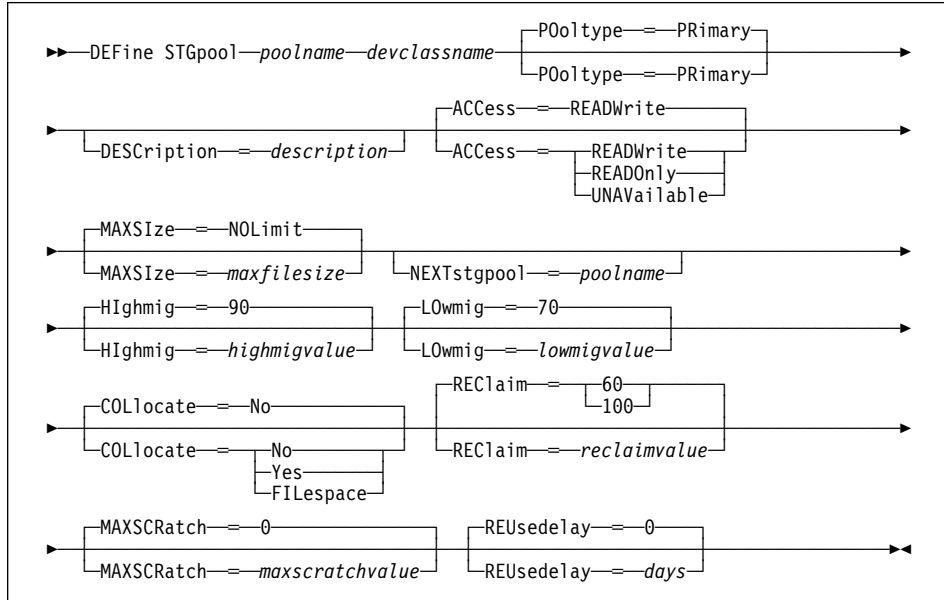 DEFine STGpool poolname devclassname POoltype = PRimary
POoltype = PRimary
DESCription = description ACCess = READWrite
ACCess = READWrite
READOnly
UNAVailable
MAXSIze = NOLimit
MAXSIze = maxfilesize NEXTstgpool = poolname
HIghmig = 90 LOwmig = 70
HIghmig = highmigvalue LOwmig = lowmigvalue
COLlocate = No REClaim = 60
100
COLlocate = No REClaim = reclaimvalue
Yes
FILespace
MAXSCRatch = 0 REUsedelay = 0
MAXSCRatch = maxscratchvalue REUsedelay = days